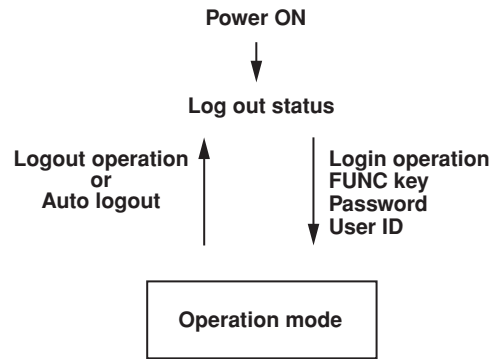 Power ON
Log out status
Logout operation
or
Auto logout
Login operation
FUNC key
Password
User ID
Operation mode